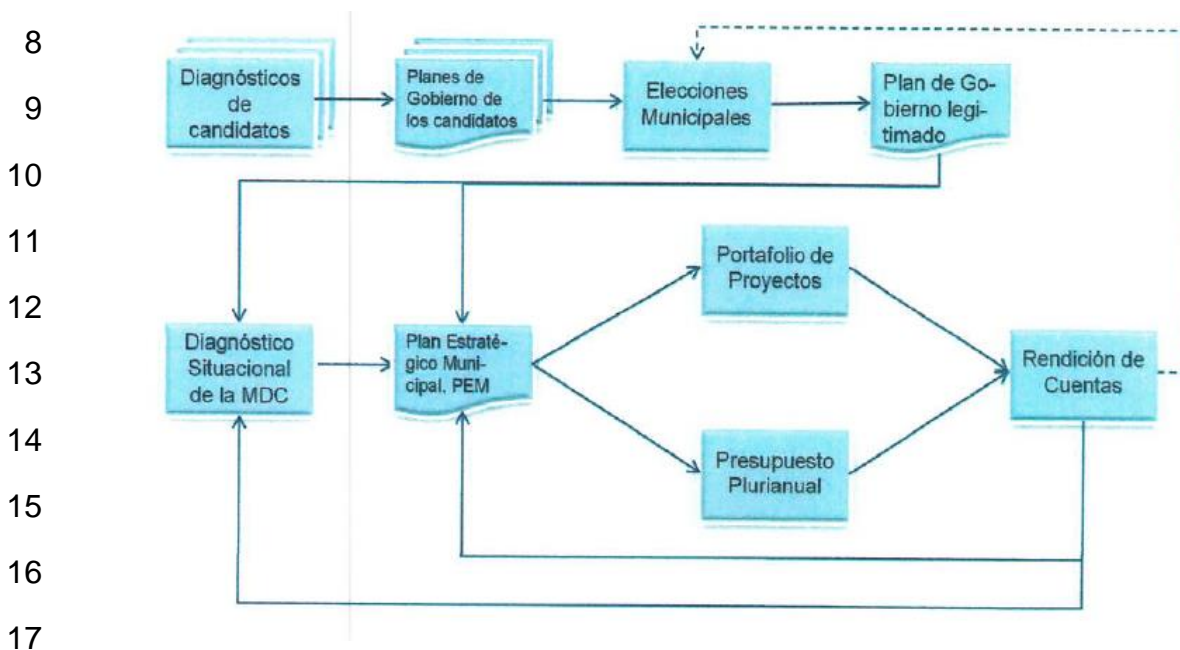 8
Diagnósticos
de
candidatos
Planes de
Gobierno de
los candidatos
Elecciones
Municipales
Plan de Go-
bierno legi-
timado
9
10
11
Portafolio de
Proyectos
12
Diagnóstico
Situacional
de la MDC
Plan Estraté-
gico Muni-
cipal, PEM
Rendición de
Cuentas
13
14
Presupuesto
Plurianual
15
16
17